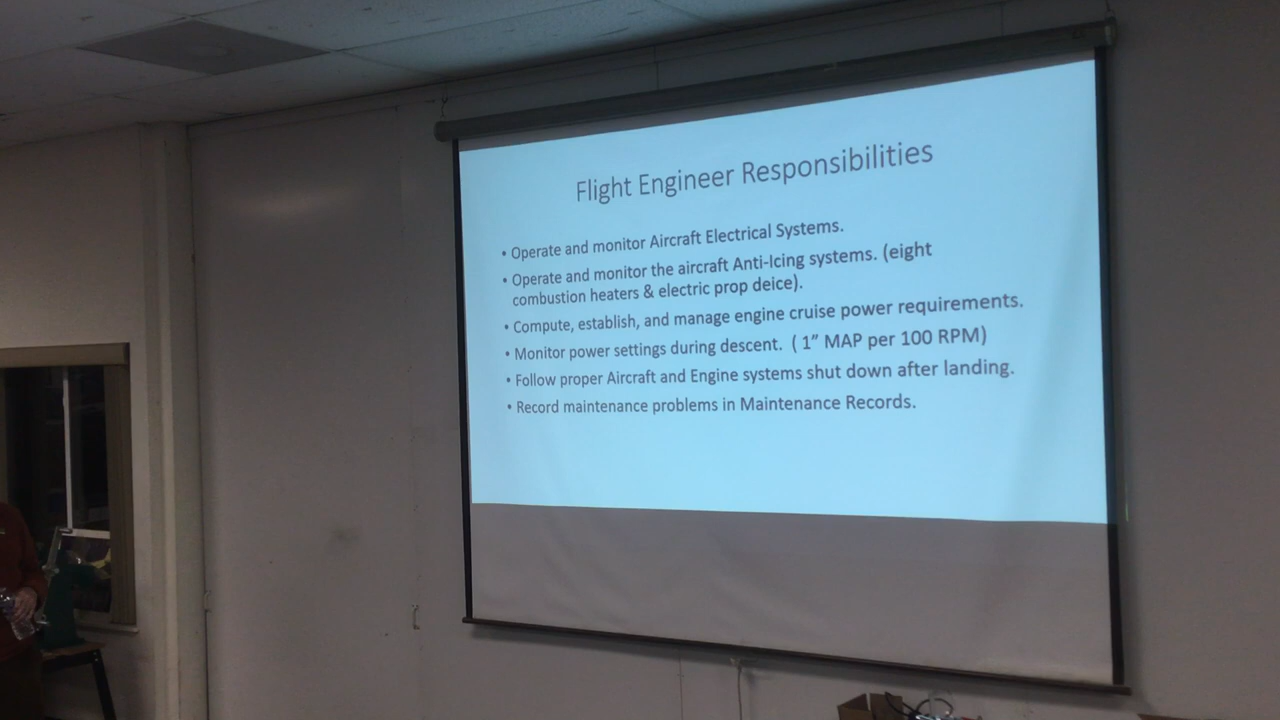 Flight Engineer Responsibilities
• Operate and monitor Aircraft Electrical Systems.
• Operate and monitor the aircraft Anti-Icing systems. (eight
combustion heaters & electric prop deice).
• Compute, establish, and manage engine cruise power requirements.
• Monitor power settings during descent. ( 1” MAP per 100 RPM)
• Follow proper Aircraft and Engine systems shut down after landing.
• Record maintenance problems in Maintenance Records.